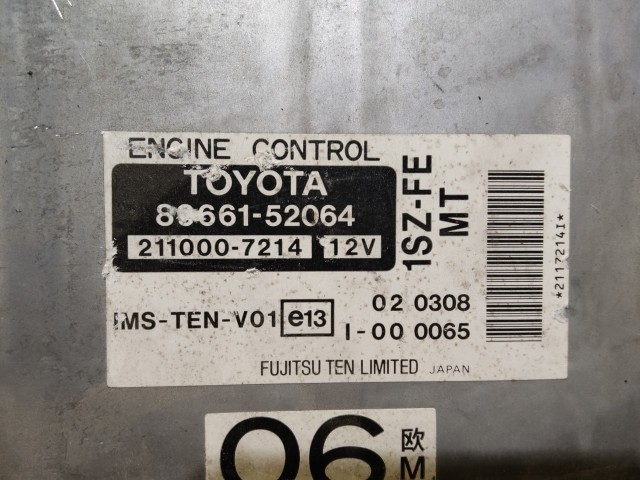 ENGINE CONTROL
TOYOTA
89661-52064
211000-7214 12V
1SZ-FE
MT
*21172141*
MS-TEN-V01 e13
02 0308
I-00 0065
FUJITSU TEN LIMITED JAPAN
06 欧
M